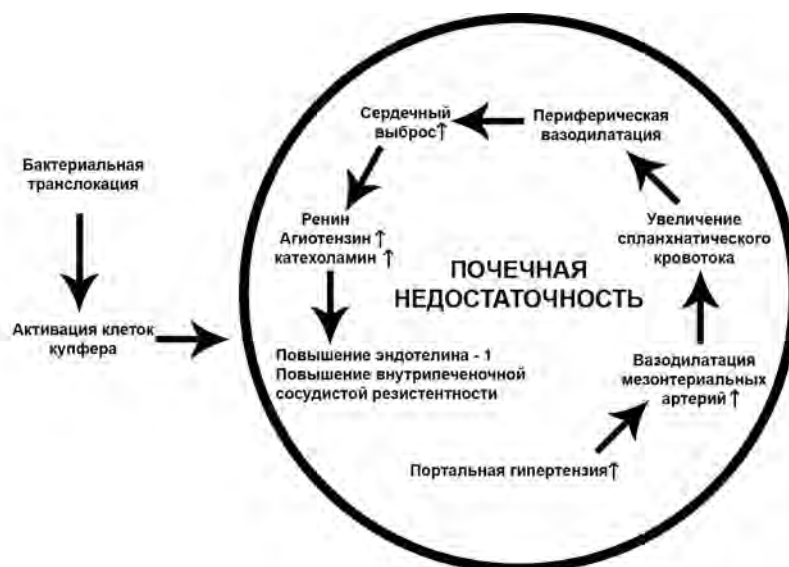 Бактериальная
транслокация
Активация клеток
купфера
Сердечный
выброс↑
Периферическая
вазодилатация
Ренин
Агиотензин ↑
катехоламин ↑
Увеличение
спланхнатического
кровотока
ПОЧЕЧНАЯ
НЕДОСТАТОЧНОСТЬ
Повышение эндотелина - 1
Повышение внутрипеченочной
сосудистой резистентности
Вазодилатация
мезонтериальных
артерий↑
Портальная гипертензия↑